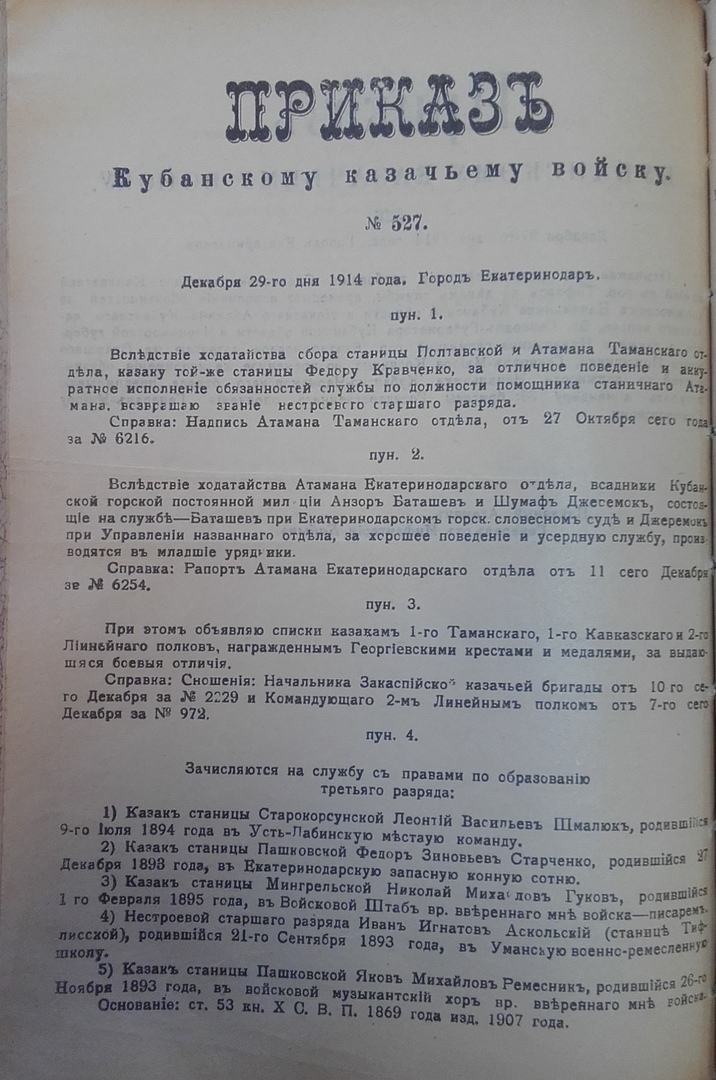 ПРИКАЗЪ
Кубанскому казачьему войску.
№ 527.
Декабря 29-го дня 1914 года. Городъ Екатеринодаръ.
пун. 1.
Вслѣдствіе ходатайства сбора станицы Полтавской и Атамана Таманскаго от-
дѣла, казаку той-же станицы Федору Кравченко, за отличное поведеніе и акку-
ратное исполненіе обязанностей службы по должности помощника станичнаго Ата-
мана, возвращаю званіе нестроевого старшаго разряда.
Справка: Надпись Атамана Таманскаго отдѣла, отъ 27 Октября сего года
за № 6216.
пун. 2.
Вслѣдствіе ходатайства Атамана Екатеринодарскаго отдѣла, всадники Кубан-
ской горской постоянной мил ціи Анзоръ Баташевъ и Шумафъ Джесемок, состоя-
щіе на службѣ—Баташевъ при Екатеринодарскомъ горск. словесномъ судѣ и Джеремокъ
при Управленіи названнаго отдѣла, за хорошее поведеніе и усердную службу, произ-
водятся въ младшіе урядники.
Справка: Рапортъ Атамана Екатеринодарскаго отдѣла отъ 11 сего Декабря
за № 6254.
пун. 3.
При этомъ объявляю списки казакамъ 1-го Таманскаго, 1-го Кавказскаго и 2-го
Линейнаго полковъ, награжденнымъ Георгіевскими крестами и медалями, за выдаю-
щіяся боевыя отличія.
Справка: Сношенія: Начальника Закаспійской казачьей бригады отъ 10 го се-
го Декабря за № 2229 и Командующаго 2-мъ Линейнымъ полкомъ отъ 7-го сего
Декабря за № 972.
пун. 4.
Зачисляются на службу съ правами по образованію
третьяго разряда:
1) Казакъ станицы Старокорсунской Леонтій Васильевъ Шмалюкъ, родившійся
9-го Іюля 1894 года въ Усть-Лабинскую мѣстаую команду.
2) Казакъ станицы Пашковской Федоръ Зиновьевъ Старченко, родившійся 27
Декабря 1893 года, въ Екатеринодарскую запасную конную сотню.
3) Казакъ станицы Мингрельской Николай Михайловъ Гуковъ, родившійся
1 го Февраля 1895 года, въ Войсковой Штабъ вр. ввѣреннаго мнѣ войска—писаремъ.
4) Нестроевой старшаго разряда Иванъ Игнатовъ Аскольскій (станицѣ Тиф-
лисской), родившійся 21-го Сентября 1893 года, въ Уманскую военно-ремесленную
школу.
5) Казакъ станицы Пашковской Яковъ Михайловъ Ремесникъ, родившійся 26-го
Ноября 1893 года, въ войсковой музыкантскій хоръ вр. ввѣреннаго мнѣ войска.
Основаніе: ст. 53 кн. X С. В. П. 1869 года изд. 1907 года.